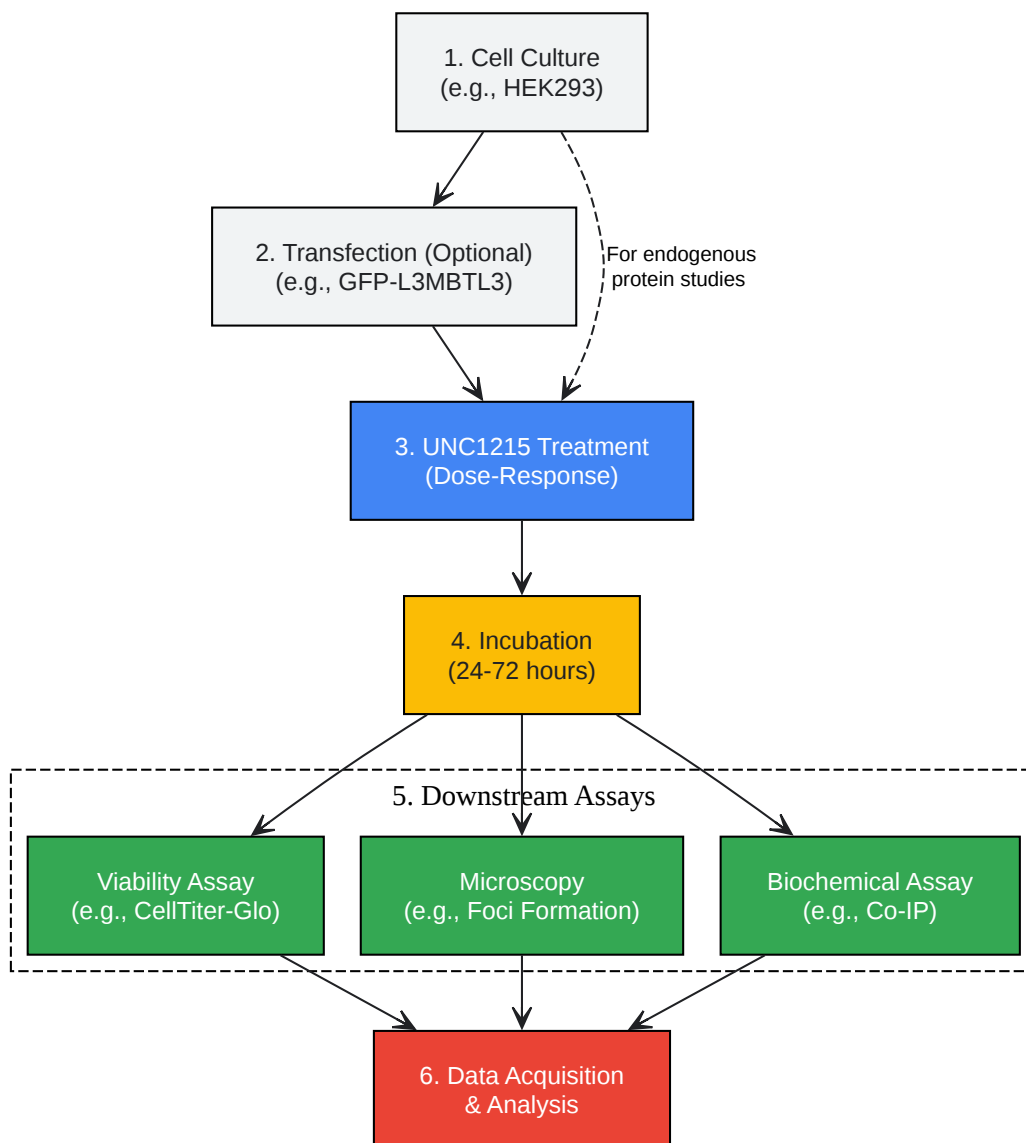 1. Cell Culture
(e.g., HEK293)
2. Transfection (Optional)
(e.g., GFP-L3MBTL3)
For endogenous
protein studies
3. UNC1215 Treatment
(Dose-Response)
4. Incubation
(24-72 hours)
5. Downstream Assays
Viability Assay
(e.g., CellTiter-Glo)
Microscopy
(e.g., Foci Formation)
Biochemical Assay
(e.g., Co-IP)
6. Data Acquisition
& Analysis